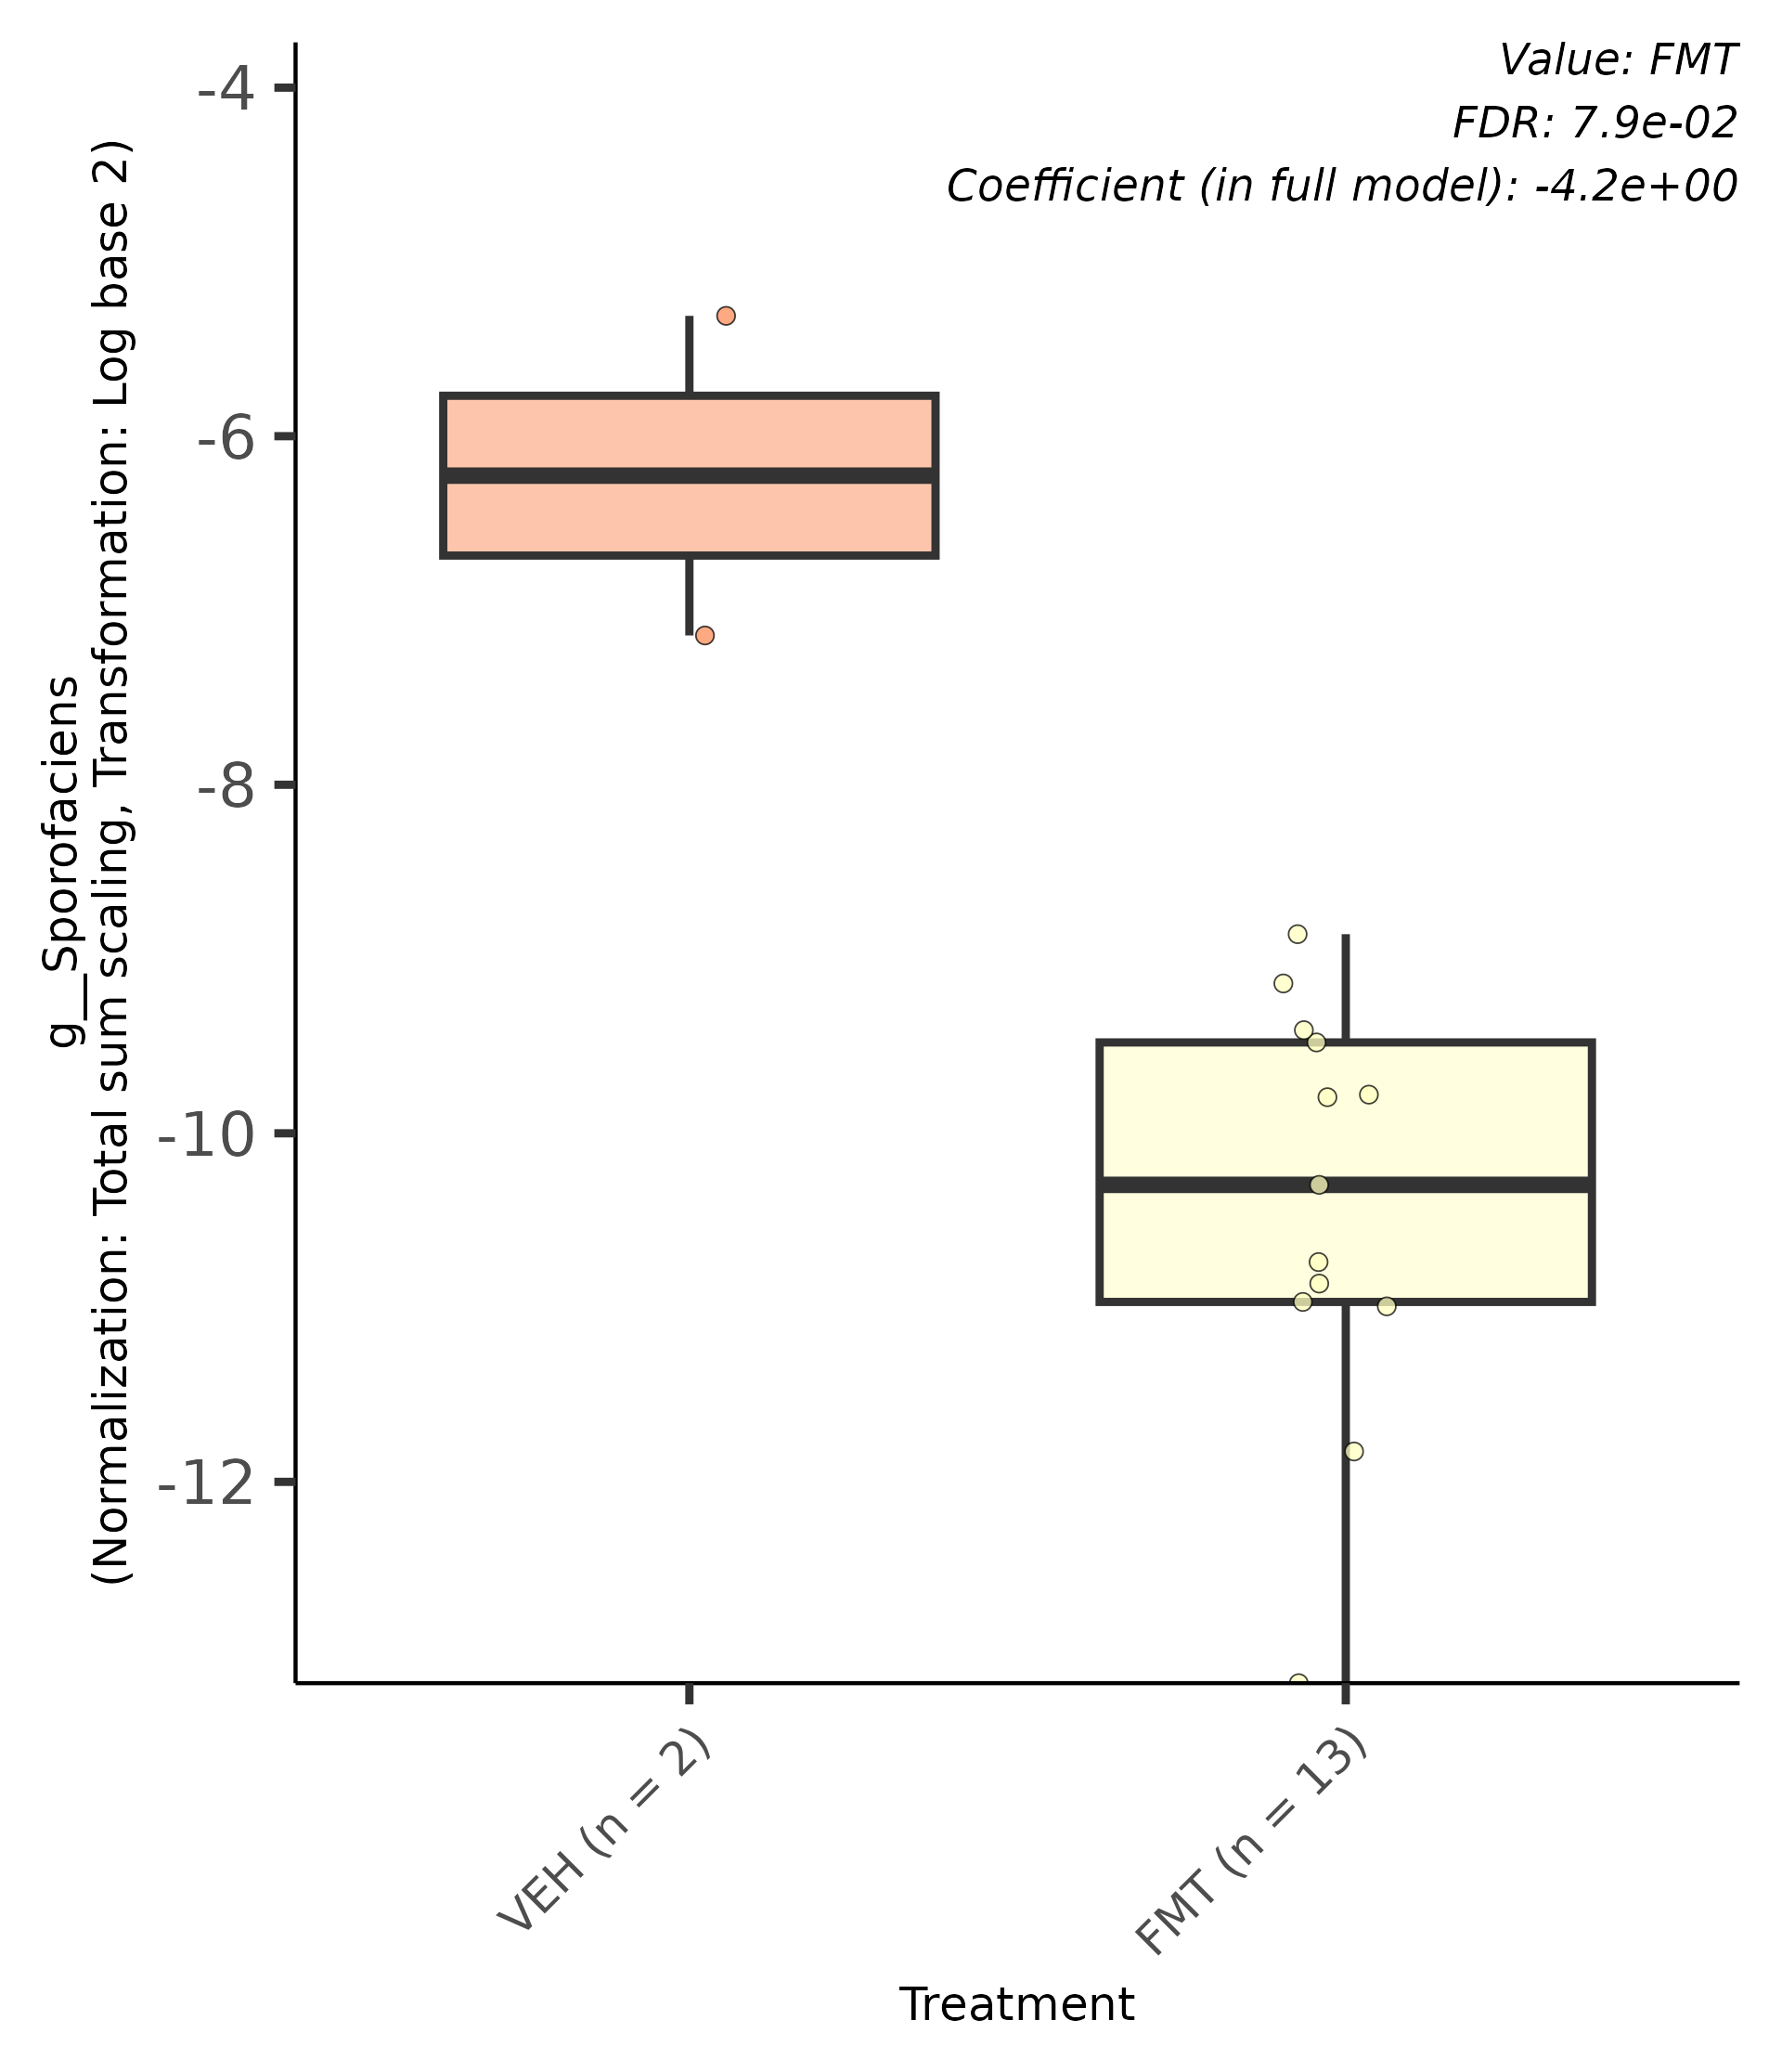 Value: FMT
FDR: 7.9e-02
Coefficient (in full model): -4.2e+00
g__Sporofaciens
(Normalization: Total sum scaling, Transformation: Log base 2)
-4
-6
-8
-10
-12
VEH (n = 2)
FMT (n = 13)
Treatment